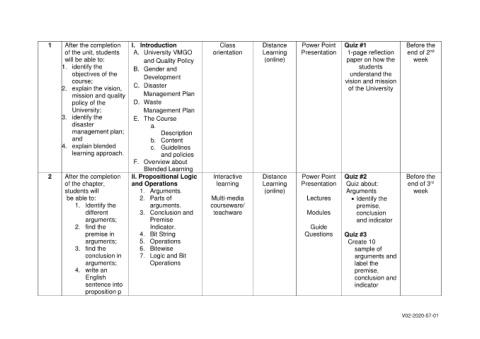 1
After the completion
of the unit, students
will be able to:
1. identify the
objectives of the
course;
2. explain the vision,
mission and quality
policy of the
University;
3. identify the
disaster
management plan;
and
4. explain blended
learning approach.
I. Introduction
A. University VMGO
and Quality Policy
B. Gender and
Development
C. Disaster
Management Plan
D. Waste
Management Plan
E. The Course
a.
Description
b. Content
c. Guidelines
and policies
F. Overview about
Blended Learning
Class
orientation
Distance
Learning
(online)
Power Point
Presentation
Quiz #1
1-page reflection
paper on how the
students
understand the
vision and mission
of the University
Before the
end of 2nd
week
2
After the completion
of the chapter,
students will
be able to:
1. Identify the
different
arguments;
2. find the
premise in
arguments;
3. find the
conclusion in
arguments;
4. write an
English
sentence into
proposition p
II. Propositional Logic
and Operations
1. Arguments
2. Parts of
arguments.
3. Conclusion and
Premise
Indicator.
4. Bit String
5. Operations
6. Bitewise
7. Logic and Bit
Operations
Interactive
learning
Multi-media
courseware/
teachware
Distance
Learning
(online)
Power Point
Presentation
Lectures
Modules
Guide
Questions
Quiz #2
Quiz about:
Arguments
• Identify the
premise,
conclusion
and indicator
Quiz #3
Create 10
sample of
arguments and
label the
premise,
conclusion and
indicator
Before the
end of 3rd
week
V02-2020-07-01